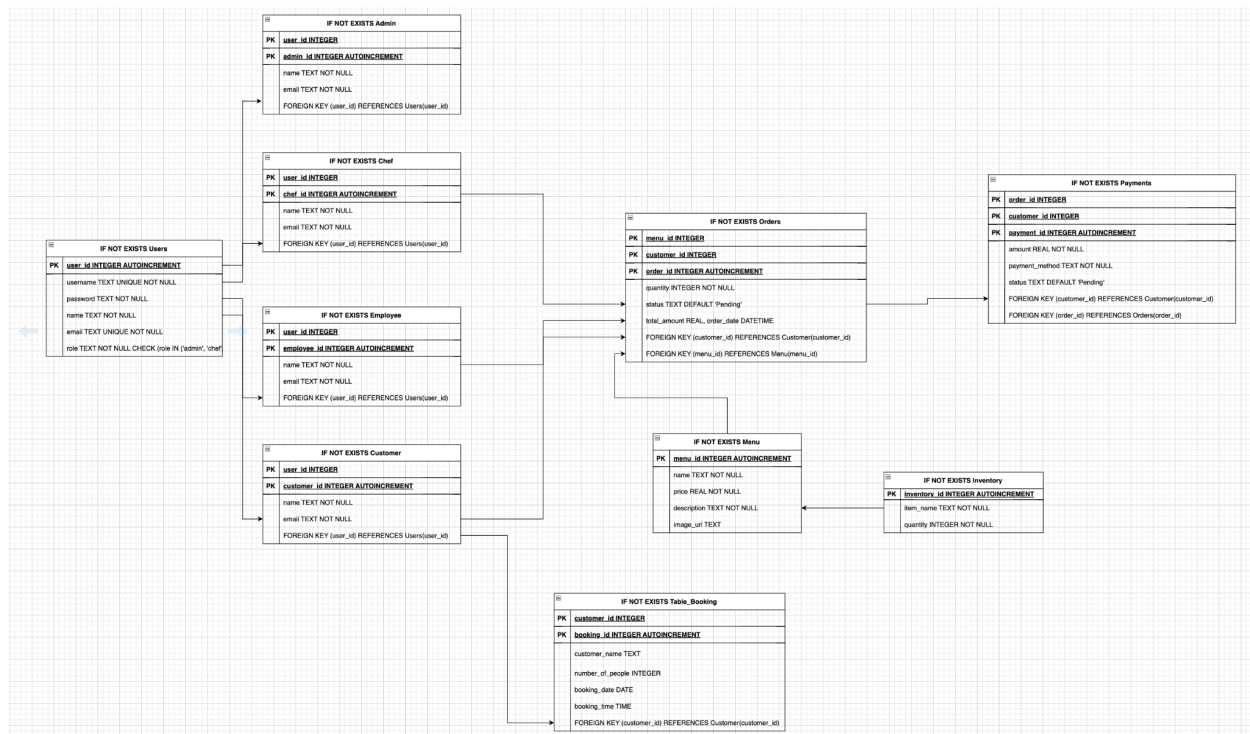 IF NOT EXISTS Admin
PK user_id INTEGER
PK admin_id INTEGER AUTOINCREMENT
name TEXT NOT NULL
email TEXT NOT NULL
FOREIGN KEY (user_id) REFERENCES Users(user_id)
IF NOT EXISTS Chef
PK user_id INTEGER
PK chef_id INTEGER AUTOINCREMENT
name TEXT NOT NULL
email TEXT NOT NULL
FOREIGN KEY (user_id) REFERENCES Users(user_id)
IF NOT EXISTS Users
PK user_id INTEGER AUTOINCREMENT
username TEXT UNIQUE NOT NULL
password TEXT NOT NULL
name TEXT NOT NULL
email TEXT UNIQUE NOT NULL
role TEXT NOT NULL CHECK (role IN ('admin', 'chef'
IF NOT EXISTS Employee
PK user_id INTEGER
PK employee_id INTEGER AUTOINCREMENT
name TEXT NOT NULL
email TEXT NOT NULL
FOREIGN KEY (user_id) REFERENCES Users(user_id)
IF NOT EXISTS Customer
PK user_id INTEGER
PK customer_id INTEGER AUTOINCREMENT
name TEXT NOT NULL
email TEXT NOT NULL
FOREIGN KEY (user_id) REFERENCES Users(user_id)
IF NOT EXISTS Orders
PK menu_id INTEGER
PK customer_id INTEGER
PK order_id INTEGER AUTOINCREMENT
quantity INTEGER NOT NULL
status TEXT DEFAULT 'Pending'
total_amount REAL, order_date DATETIME
FOREIGN KEY (customer_id) REFERENCES Customer(customer_id)
FOREIGN KEY (menu_id) REFERENCES Menu(menu_id)
IF NOT EXISTS Payments
PK order_id INTEGER
PK customer_id INTEGER
PK payment_id INTEGER AUTOINCREMENT
amount REAL NOT NULL
payment_method TEXT NOT NULL
status TEXT DEFAULT 'Pending'
FOREIGN KEY (customer_id) REFERENCES Customer(customer_id)
FOREIGN KEY (order_id) REFERENCES Orders(order_id)
IF NOT EXISTS Menu
PK menu_id INTEGER AUTOINCREMENT
name TEXT NOT NULL
price REAL NOT NULL
description TEXT NOT NULL
image_url TEXT
IF NOT EXISTS Inventory
PK inventory_id INTEGER AUTOINCREMENT
item_name TEXT NOT NULL
quantity INTEGER NOT NULL
IF NOT EXISTS Table_Booking
PK customer_id INTEGER
PK booking_id INTEGER AUTOINCREMENT
customer_name TEXT
number_of_people INTEGER
booking_date DATE
booking_time TIME
FOREIGN KEY (customer_id) REFERENCES Customer(customer_id)